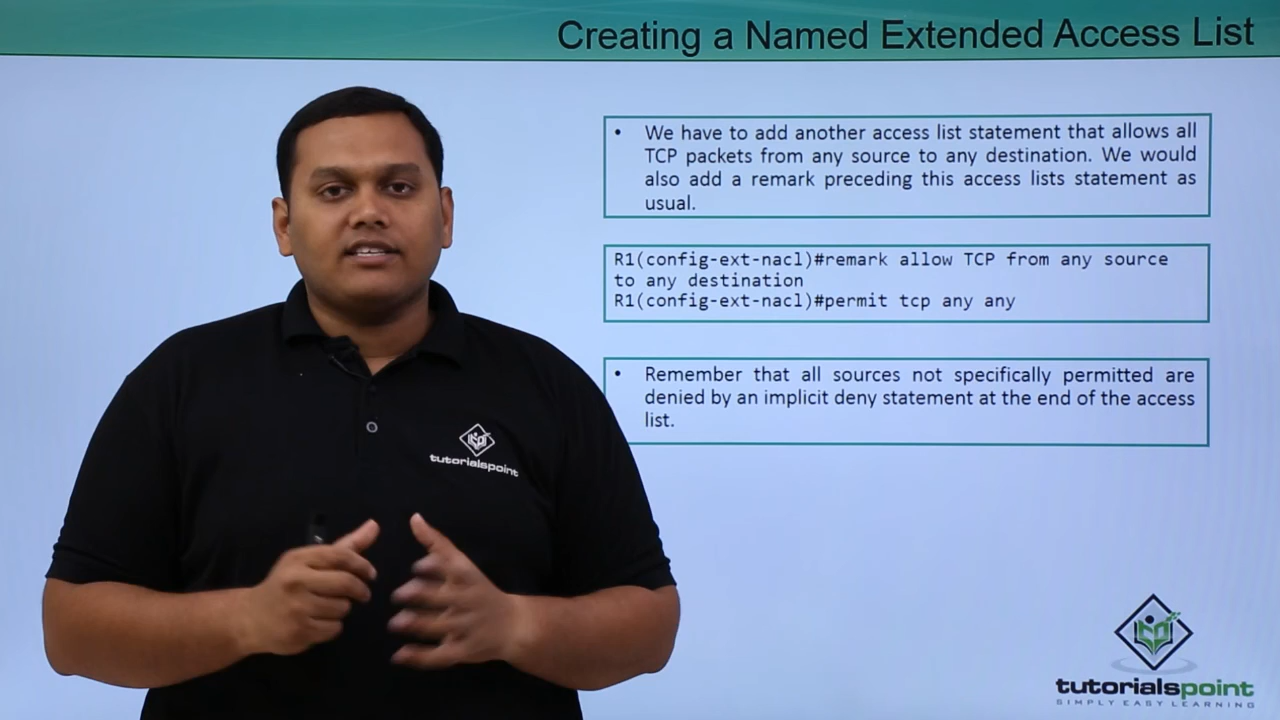 Creating a Named Extended Access List
• We have to add another access list statement that allows all
TCP packets from any source to any destination. We would
also add a remark preceding this access lists statement as
usual.
R1(config-ext-nacl)#remark allow TCP from any source
to any destination
R1(config-ext-nacl)#permit tcp any any
• Remember that all sources not specifically permitted are
denied by an implicit deny statement at the end of the access
list.
tutorialspoint
tutorialspoint
SIMPLY EASY LEARNING